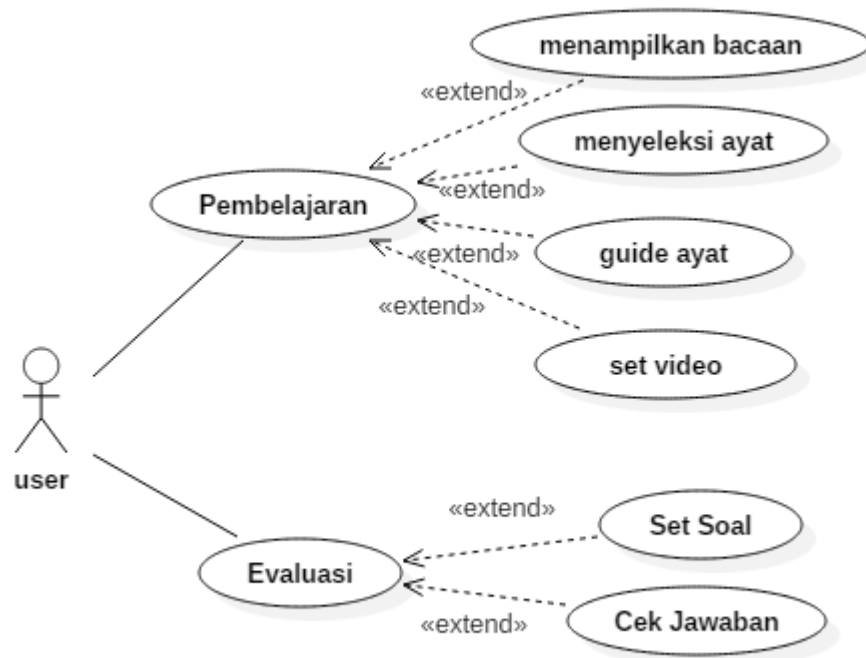 menampilkan bacaan
«extend»
menyeleksi ayat
«extend»
Pembelajaran
guide ayat
«extend»
«extend»
set video
user
«extend»
Set Soal
Evaluasi
Cek Jawaban
«extend»